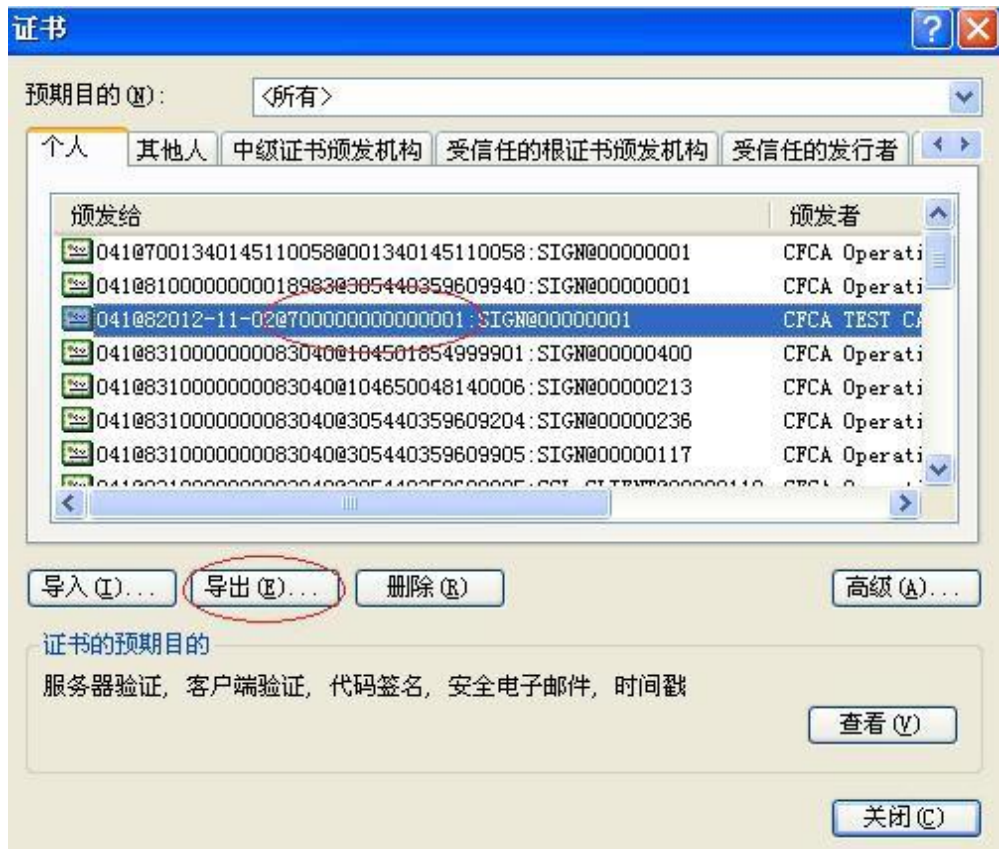 证书
预期目的(N): <所有>
个人 其他人 中级证书颁发机构 受信任的根证书颁发机构 受信任的发行者
颁发给 颁发者
041@7001340145110058@001340145110058:SIGN@00000001 CFCA Operati
041@8100000000018983@305440359609940:SIGN@00000001 CFCA Operati
041@82012-11-02@700000000000001:SIGN@00000001 CFCA TEST CA
041@8310000000083040@104501854999901:SIGN@00000400 CFCA Operati
041@8310000000083040@104650048140006:SIGN@00000213 CFCA Operati
041@8310000000083040@305440359609204:SIGN@00000236 CFCA Operati
041@8310000000083040@305440359609905:SIGN@00000117 CFCA Operati
导入(I)... 导出(E)... 删除(R) 高级(A)...
证书的预期目的
服务器验证, 客户端验证, 代码签名, 安全电子邮件, 时间戳
查看(V)
关闭(C)